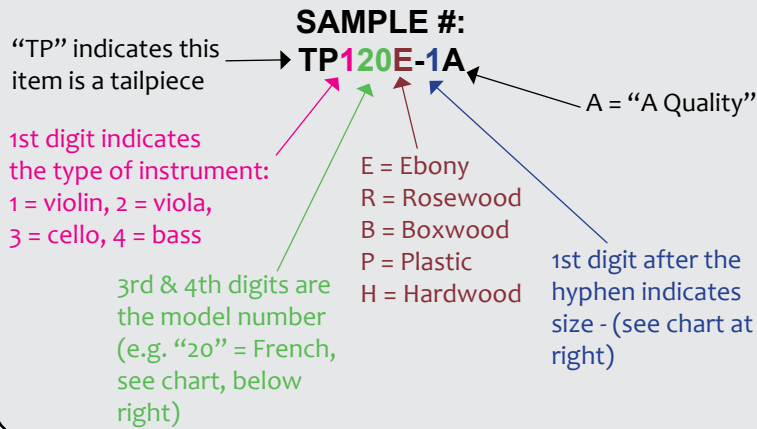 SAMPLE #:
TP120E-1A
“TP” indicates this
item is a tailpiece
A = “A Quality”
1st digit indicates
the type of instrument:
1 = violin, 2 = viola,
3 = cello, 4 = bass
3rd & 4th digits are
the model number
(e.g. “20” = French,
see chart, below
right)
E = Ebony
R = Rosewood
B = Boxwood
P = Plastic
H = Hardwood
1st digit after the
hyphen indicates
size - (see chart at
right)